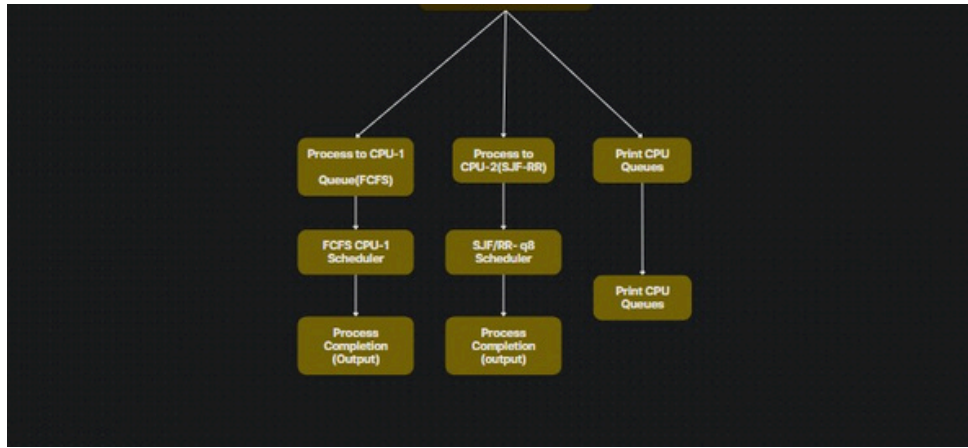 Process to CPU-1
Queue(FCFS)
Process to
CPU-2(SJF-RR)
Print CPU
Queues
FCFS CPU-1
Scheduler
SJF/RR- q8
Scheduler
Print CPU
Queues
Process
Completion
(Output)
Process
Completion
(output)